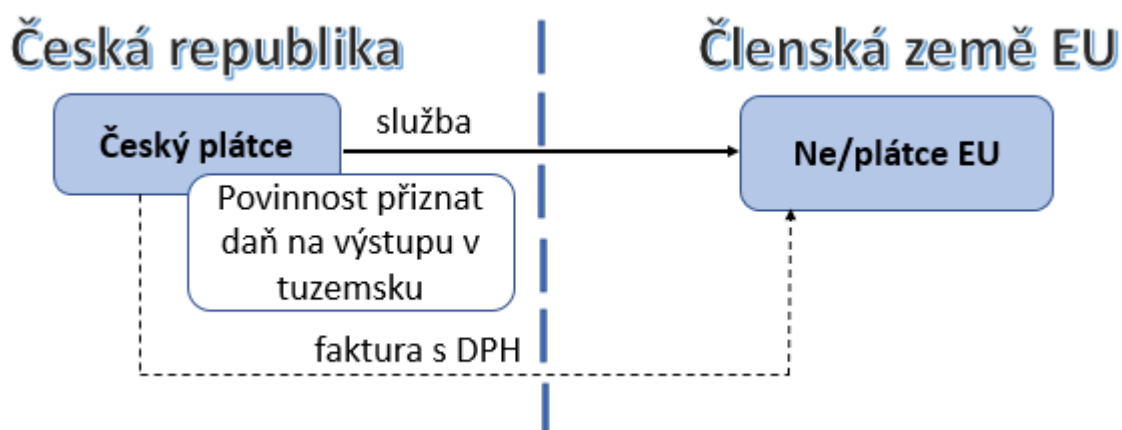 Česká republika
Členská země EU
Český plátce
služba
Ne/plátce EU
Povinnost přiznat
daň na výstupu v
tuzemsku
faktura s DPH